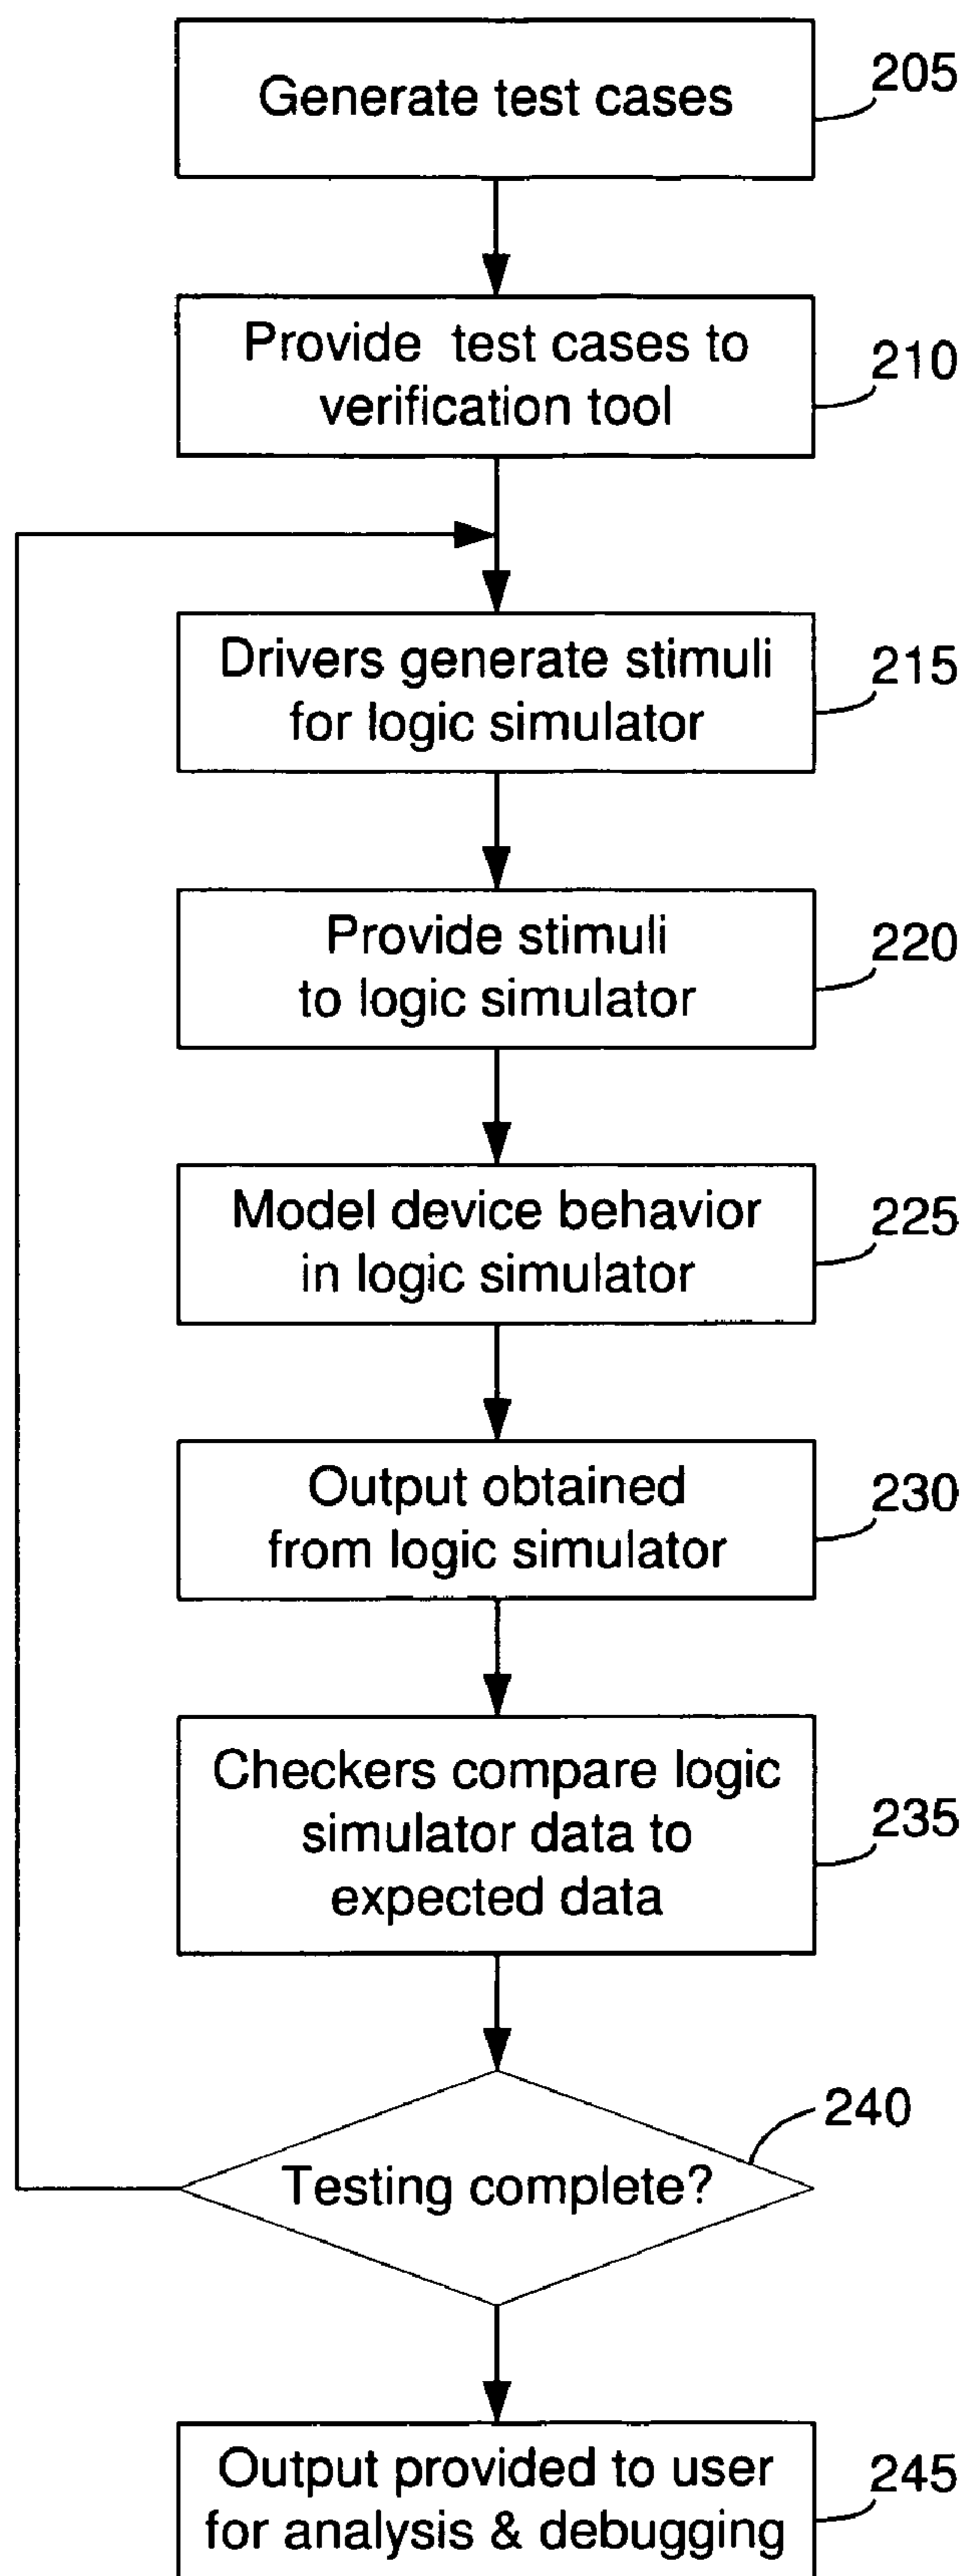 Generate test cases
205
Provide test cases to
verification tool
210
Drivers generate stimuli
for logic simulator
215
Provide stimuli
to logic simulator
220
Model device behavior
in logic simulator
225
Output obtained
from logic simulator
230
Checkers compare logic
simulator data to
expected data
235
Testing complete?
240
Output provided to user
for analysis & debugging
245